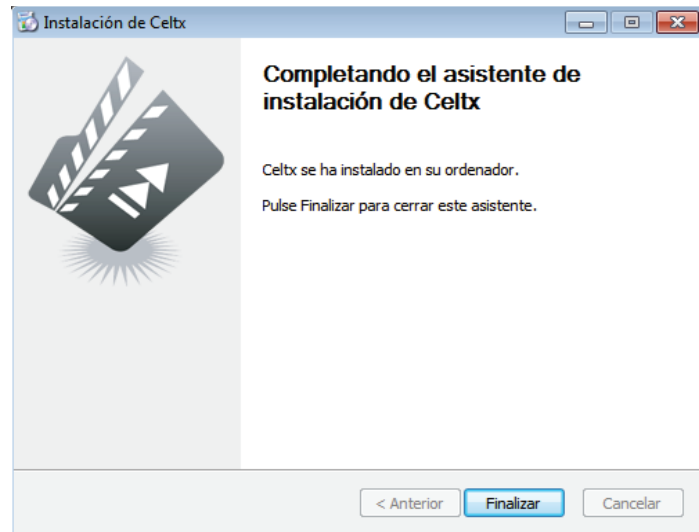 Instalación de Celtx
Completando el asistente de
instalación de Celtx
Celtx se ha instalado en su ordenador.
Pulse Finalizar para cerrar este asistente.
< Anterior Finalizar Cancelar